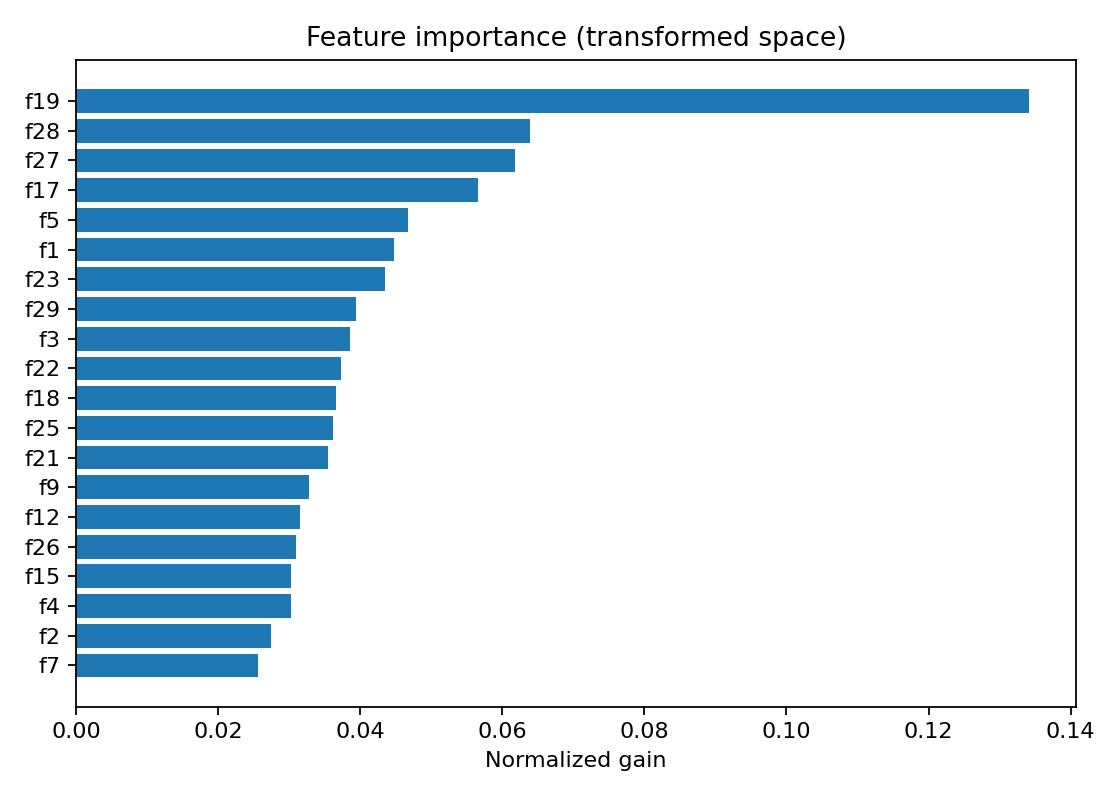 Feature importance (transformed space)
f19
f28
f27
f17
f5
f1
f23
f29
f3
f22
f18
f25
f21
f9
f12
f26
f15
f4
f2
f7
0.00 0.02 0.04 0.06 0.08 0.10 0.12 0.14
Normalized gain